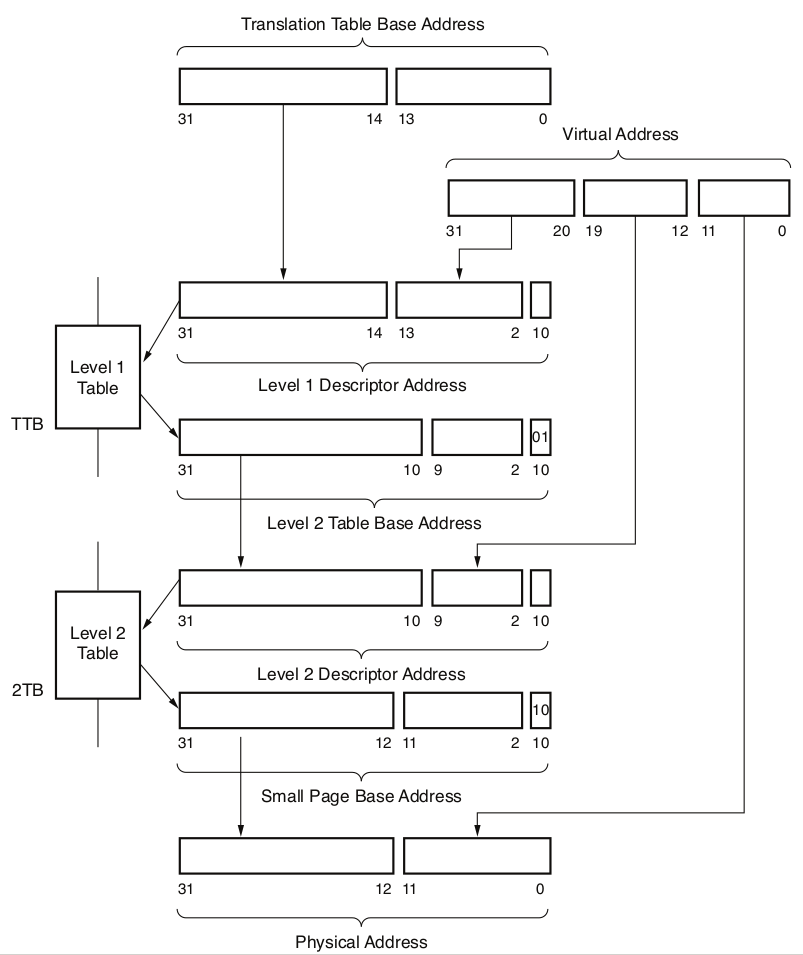 Translation Table Base Address
31 14 13 0
Virtual Address
31 20 19 12 11 0
31 14 13 2 10
Level 1 Descriptor Address
Level 1
Table
TTB
01
31 10 9 2 10
Level 2 Table Base Address
31 10 9 2 10
Level 2 Descriptor Address
Level 2
Table
2TB
10
31 12 11 2 10
Small Page Base Address
31 12 11 0
Physical Address